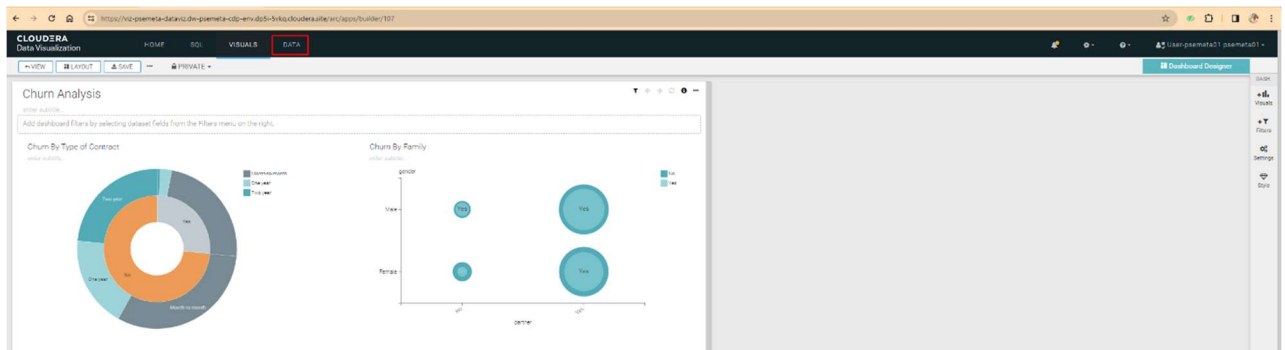 https://viz-psemeta-dataviz.dw-psemeta-cdp-env.dp5i-5vkq.cloudera.site/arc/apps/builder/107
CLOUDERA
Data Visualization
HOME
SQL
VISUALS
DATA
User-psemeta01 psemeta01
VIEW
LAYOUT
SAVE
PRIVATE
Dashboard Designer
DASH
Visuals
Filters
Settings
Style
Churn Analysis
enter subtitle...
Add dashboard filters by selecting dataset fields from the Filters menu on the right.
Churn By Type of Contract
enter subtitle...
Month-to-month
One year
Two year
Two year
Yes
No
One year
Month-to-month
Churn By Family
enter subtitle...
gender
No
Yes
Male
Yes
Yes
Female
Yes
No
Yes
partner